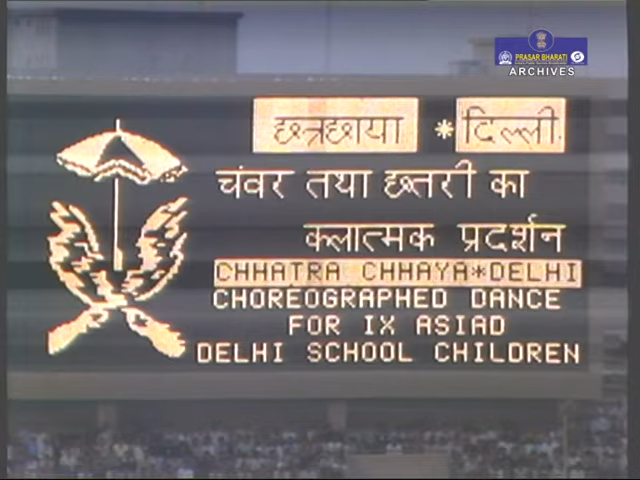 PRASAR BHARATI
ARCHIVES
छत्रछाया * दिल्ली
चंवर तथा छतरी का
कलात्मक प्रदर्शन
CHHATRA CHHAYA*DELHI
CHOREOGRAPHED DANCE
FOR IX ASIAD
DELHI SCHOOL CHILDREN